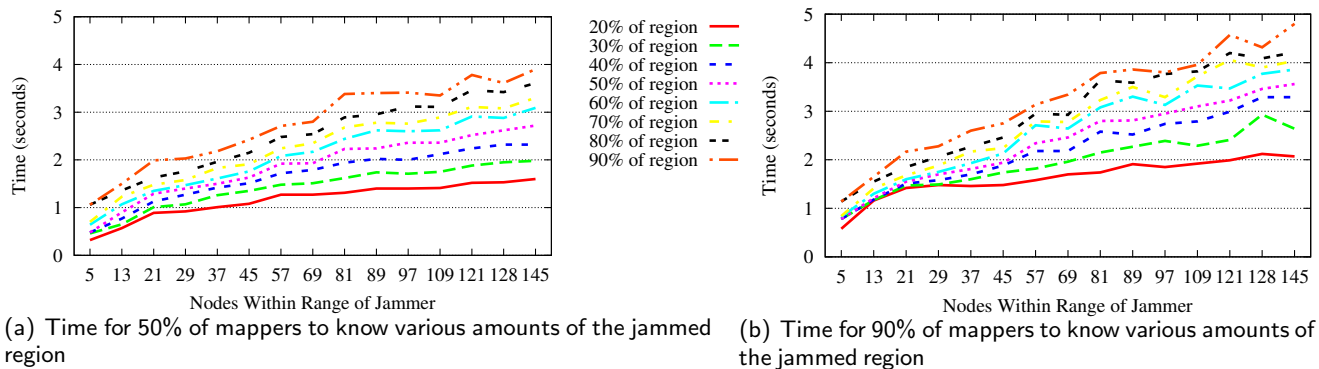 5
4
3
2
1
0
Time (seconds)
5 13 21 29 37 45 57 69 81 89 97 109 121 128 145
Nodes Within Range of Jammer
20% of region
30% of region
40% of region
50% of region
60% of region
70% of region
80% of region
90% of region
5
4
3
2
1
0
Time (seconds)
5 13 21 29 37 45 57 69 81 89 97 109 121 128 145
Nodes Within Range of Jammer
(a) Time for 50% of mappers to know various amounts of the jammed
region
(b) Time for 90% of mappers to know various amounts of
the jammed region